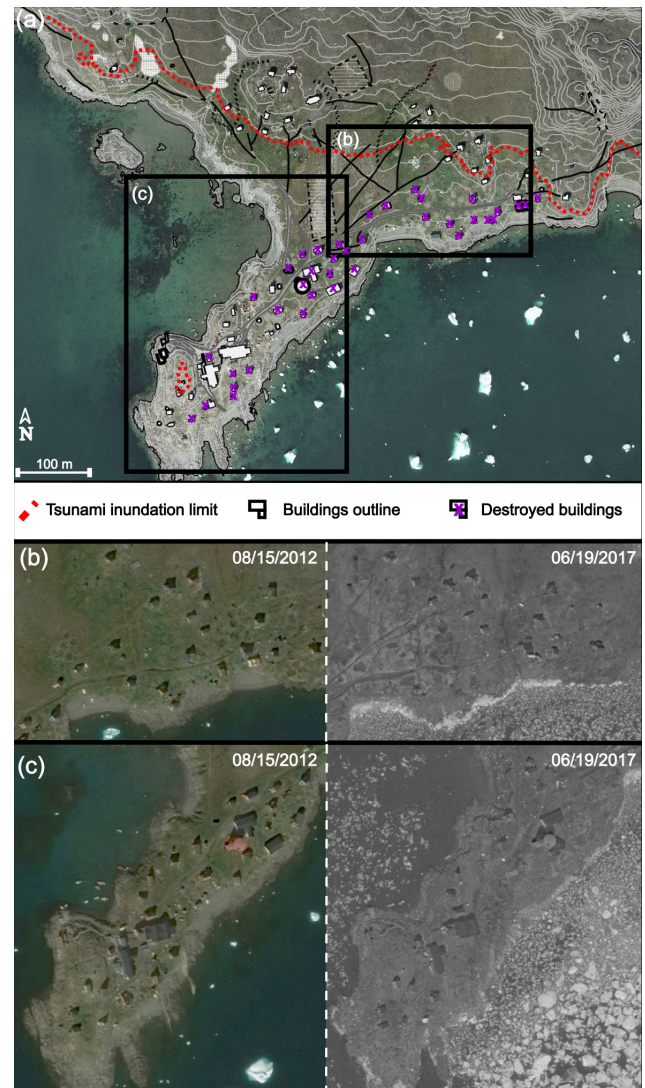 (a)
(b)
(c)
N
100 m
Tsunami inundation limit
Buildings outline
Destroyed buildings
(b)
08/15/2012
06/19/2017
(c)
08/15/2012
06/19/2017